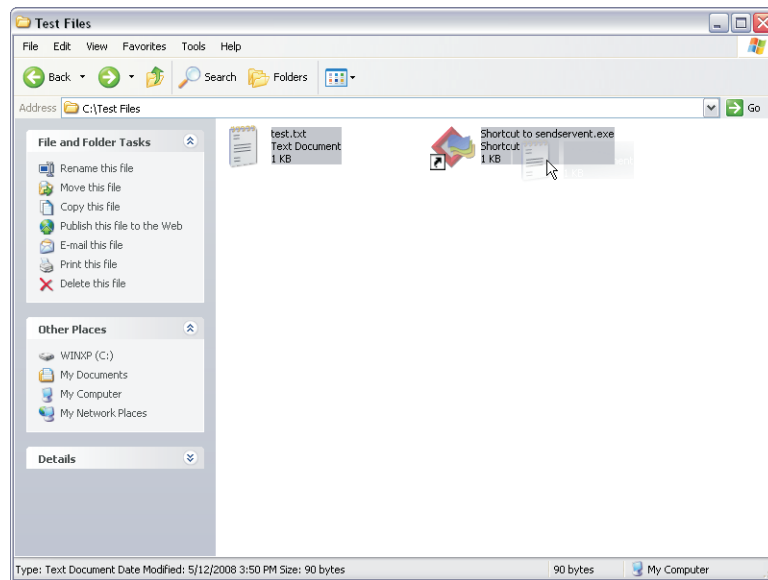 Test Files
File Edit View Favorites Tools Help
Back Search Folders
Address C:\Test Files Go
File and Folder Tasks
Rename this file
Move this file
Copy this file
Publish this file to the Web
E-mail this file
Print this file
Delete this file
Other Places
WINXP (C:)
My Documents
My Computer
My Network Places
Details
test.txt
Text Document
1 KB
Shortcut to sendservent.exe
Shortcut
1 KB
Type: Text Document Date Modified: 5/12/2008 3:50 PM Size: 90 bytes 90 bytes My Computer